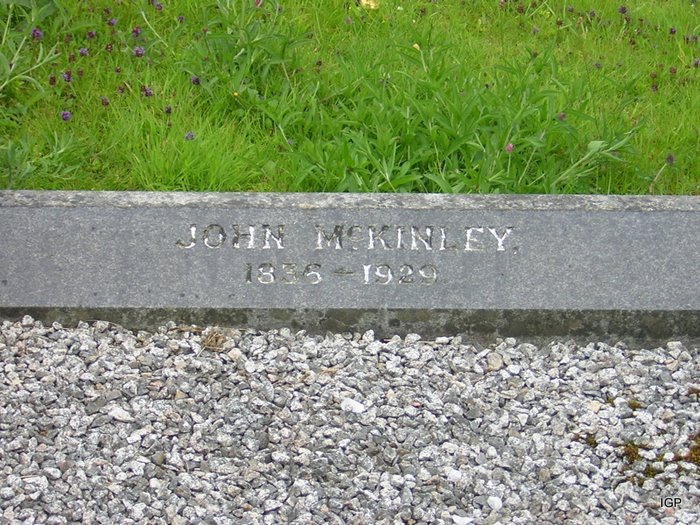 JOHN McKINLEY,
1836 - 1929
IGP